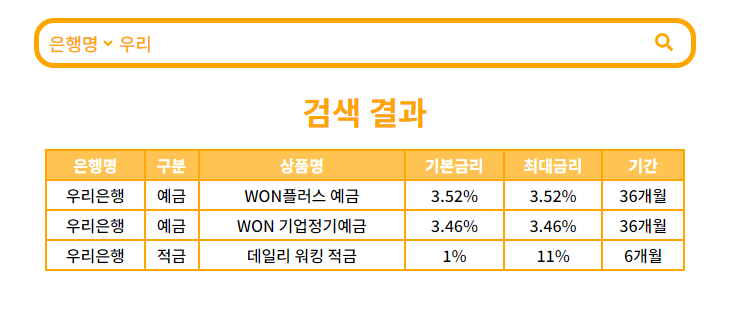 은행명 우리
검색 결과
은행명 구분 상품명 기본금리 최대금리 기간
우리은행 예금 WON플러스 예금 3.52% 3.52% 36개월
우리은행 예금 WON 기업정기예금 3.46% 3.46% 36개월
우리은행 적금 데일리 워킹 적금 1% 11% 6개월